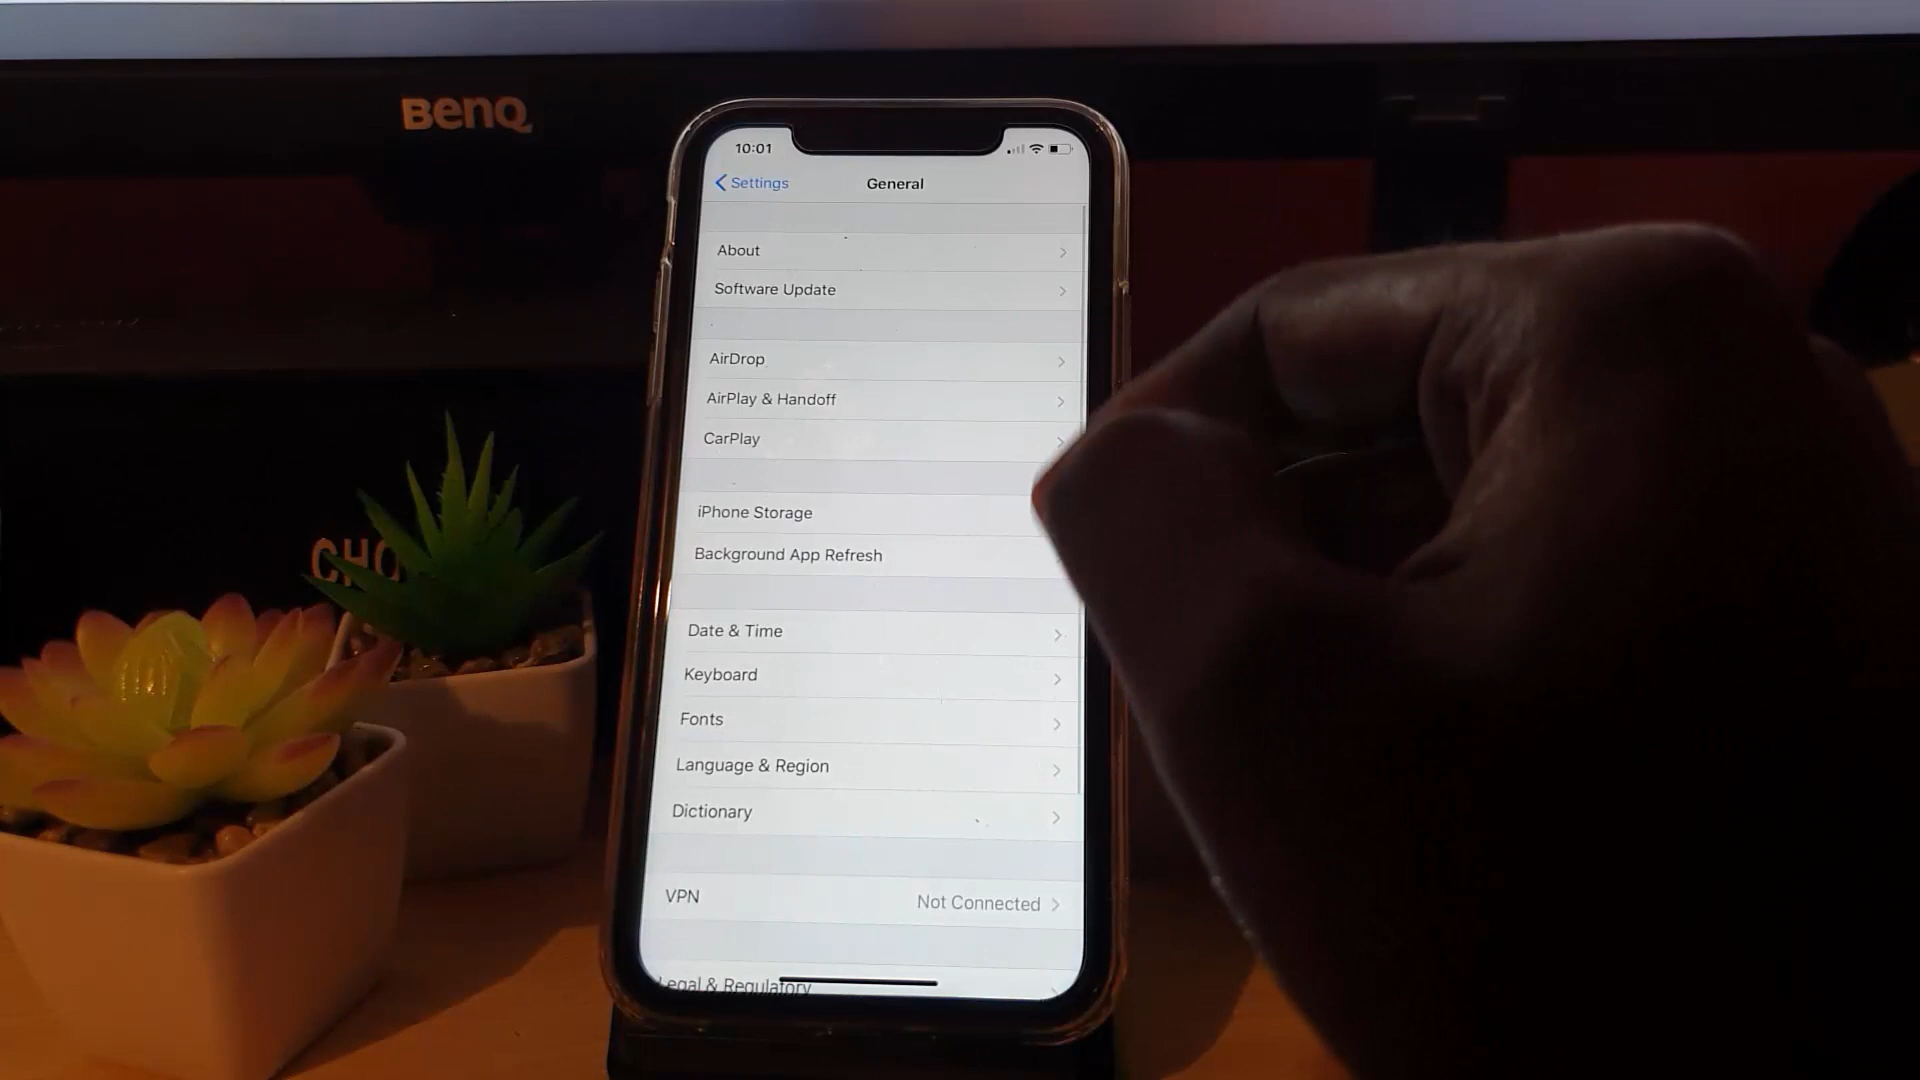 BenQ
10:01
Settings
General
About
Software Update
AirDrop
AirPlay & Handoff
CarPlay
iPhone Storage
CHO
Background App Refresh
Date & Time
Keyboard
Fonts
Language & Region
Dictionary
VPN
Not Connected
Legal & Regulatory